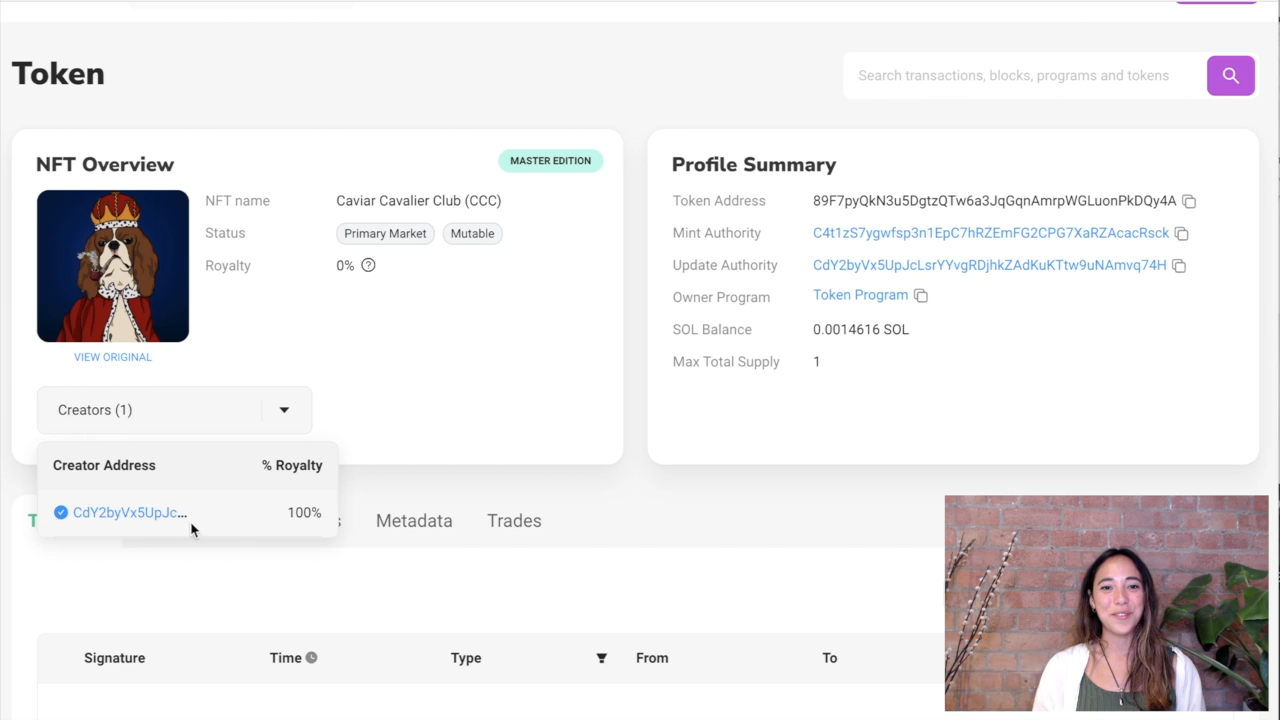 Token
Search transactions, blocks, programs and tokens
NFT Overview
MASTER EDITION
NFT name
Caviar Cavalier Club (CCC)
Status
Primary Market
Mutable
Royalty
0%
VIEW ORIGINAL
Creators (1)
Creator Address
% Royalty
CdY2byVx5UpJc...
100%
Profile Summary
Token Address
89F7pyQkN3u5DgtzQTw6a3JqGqnAmrpWGLuonPkDQy4A
Mint Authority
C4t1zS7ygwfsp3n1EpC7hRZEmFG2CPG7XaRZAcacRsck
Update Authority
CdY2byVx5UpJcLsrYYvgRDjhkZAdKuKTtw9uNAmvq74H
Owner Program
Token Program
SOL Balance
0.0014616 SOL
Max Total Supply
1
Metadata
Trades
Signature
Time
Type
From
To